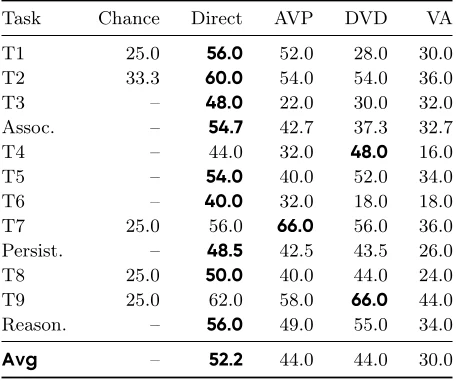 Task Chance Direct AVP DVD VA
T1 25.0 56.0 52.0 28.0 30.0
T2 33.3 60.0 54.0 54.0 36.0
T3 – 48.0 22.0 30.0 32.0
Assoc. – 54.7 42.7 37.3 32.7
T4 – 44.0 32.0 48.0 16.0
T5 – 54.0 40.0 52.0 34.0
T6 – 40.0 32.0 18.0 18.0
T7 25.0 56.0 66.0 56.0 36.0
Persist. – 48.5 42.5 43.5 26.0
T8 25.0 50.0 40.0 44.0 24.0
T9 25.0 62.0 58.0 66.0 44.0
Reason. – 56.0 49.0 55.0 34.0
Avg – 52.2 44.0 44.0 30.0